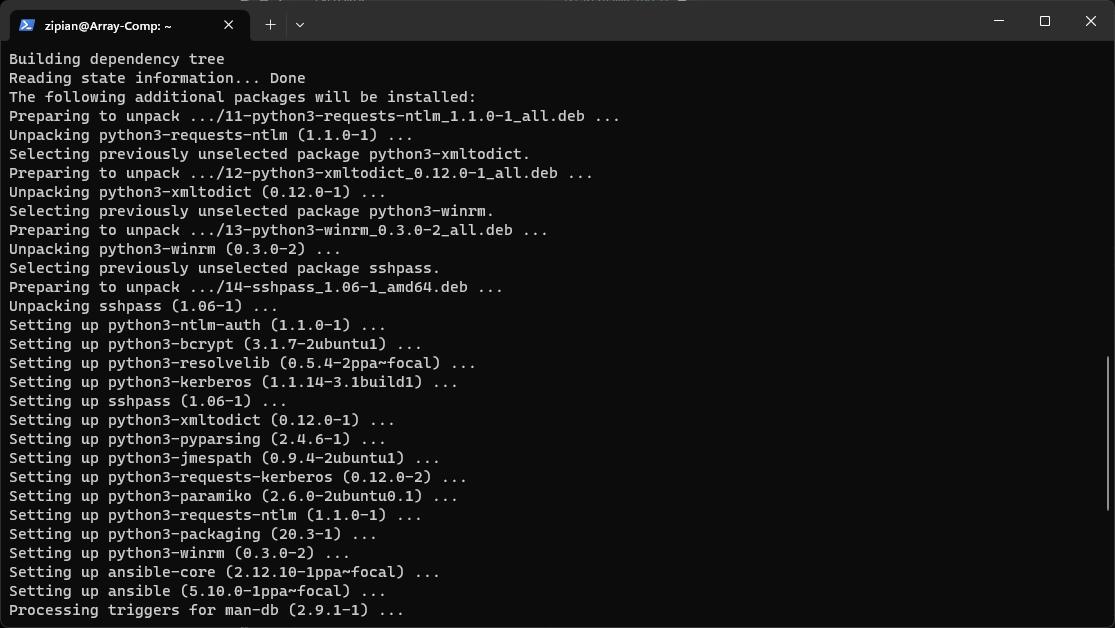 zipian@Array-Comp: ~
Building dependency tree
Reading state information... Done
The following additional packages will be installed:
Preparing to unpack .../11-python3-requests-ntlm_1.1.0-1_all.deb ...
Unpacking python3-requests-ntlm (1.1.0-1) ...
Selecting previously unselected package python3-xmltodict.
Preparing to unpack .../12-python3-xmltodict_0.12.0-1_all.deb ...
Unpacking python3-xmltodict (0.12.0-1) ...
Selecting previously unselected package python3-winrm.
Preparing to unpack .../13-python3-winrm_0.3.0-2_all.deb ...
Unpacking python3-winrm (0.3.0-2) ...
Selecting previously unselected package sshpass.
Preparing to unpack .../14-sshpass_1.06-1_amd64.deb ...
Unpacking sshpass (1.06-1) ...
Setting up python3-ntlm-auth (1.1.0-1) ...
Setting up python3-bcrypt (3.1.7-2ubuntu1) ...
Setting up python3-resolvelib (0.5.4-2ppa~focal) ...
Setting up python3-kerberos (1.1.14-3.1build1) ...
Setting up sshpass (1.06-1) ...
Setting up python3-xmltodict (0.12.0-1) ...
Setting up python3-pyparsing (2.4.6-1) ...
Setting up python3-jmespath (0.9.4-2ubuntu1) ...
Setting up python3-requests-kerberos (0.12.0-2) ...
Setting up python3-paramiko (2.6.0-2ubuntu0.1) ...
Setting up python3-requests-ntlm (1.1.0-1) ...
Setting up python3-packaging (20.3-1) ...
Setting up python3-winrm (0.3.0-2) ...
Setting up ansible-core (2.12.10-1ppa~focal) ...
Setting up ansible (5.10.0-1ppa~focal) ...
Processing triggers for man-db (2.9.1-1) ...